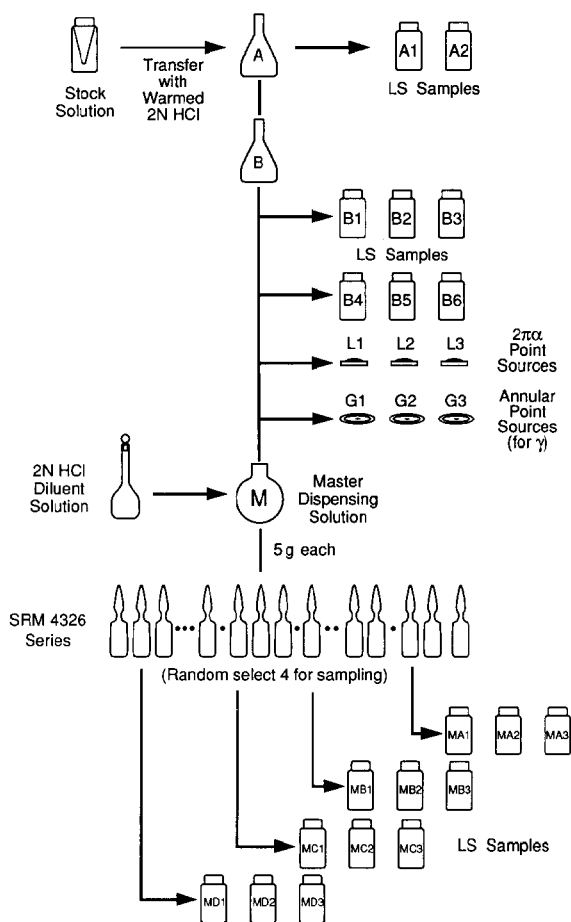 Stock
Solution
Transfer
with
Warmed
2N HCl
A
A1 A2
LS Samples
B
B1 B2 B3
LS Samples
B4 B5 B6
L1 L2 L3
2πα
Point
Sources
G1 G2 G3
Annular
Point
Sources
(for γ)
2N HCl
Diluent
Solution
M
Master
Dispensing
Solution
5 g each
SRM 4326
Series
(Random select 4 for sampling)
MA1 MA2 MA3
MB1 MB2 MB3
MC1 MC2 MC3
LS Samples
MD1 MD2 MD3